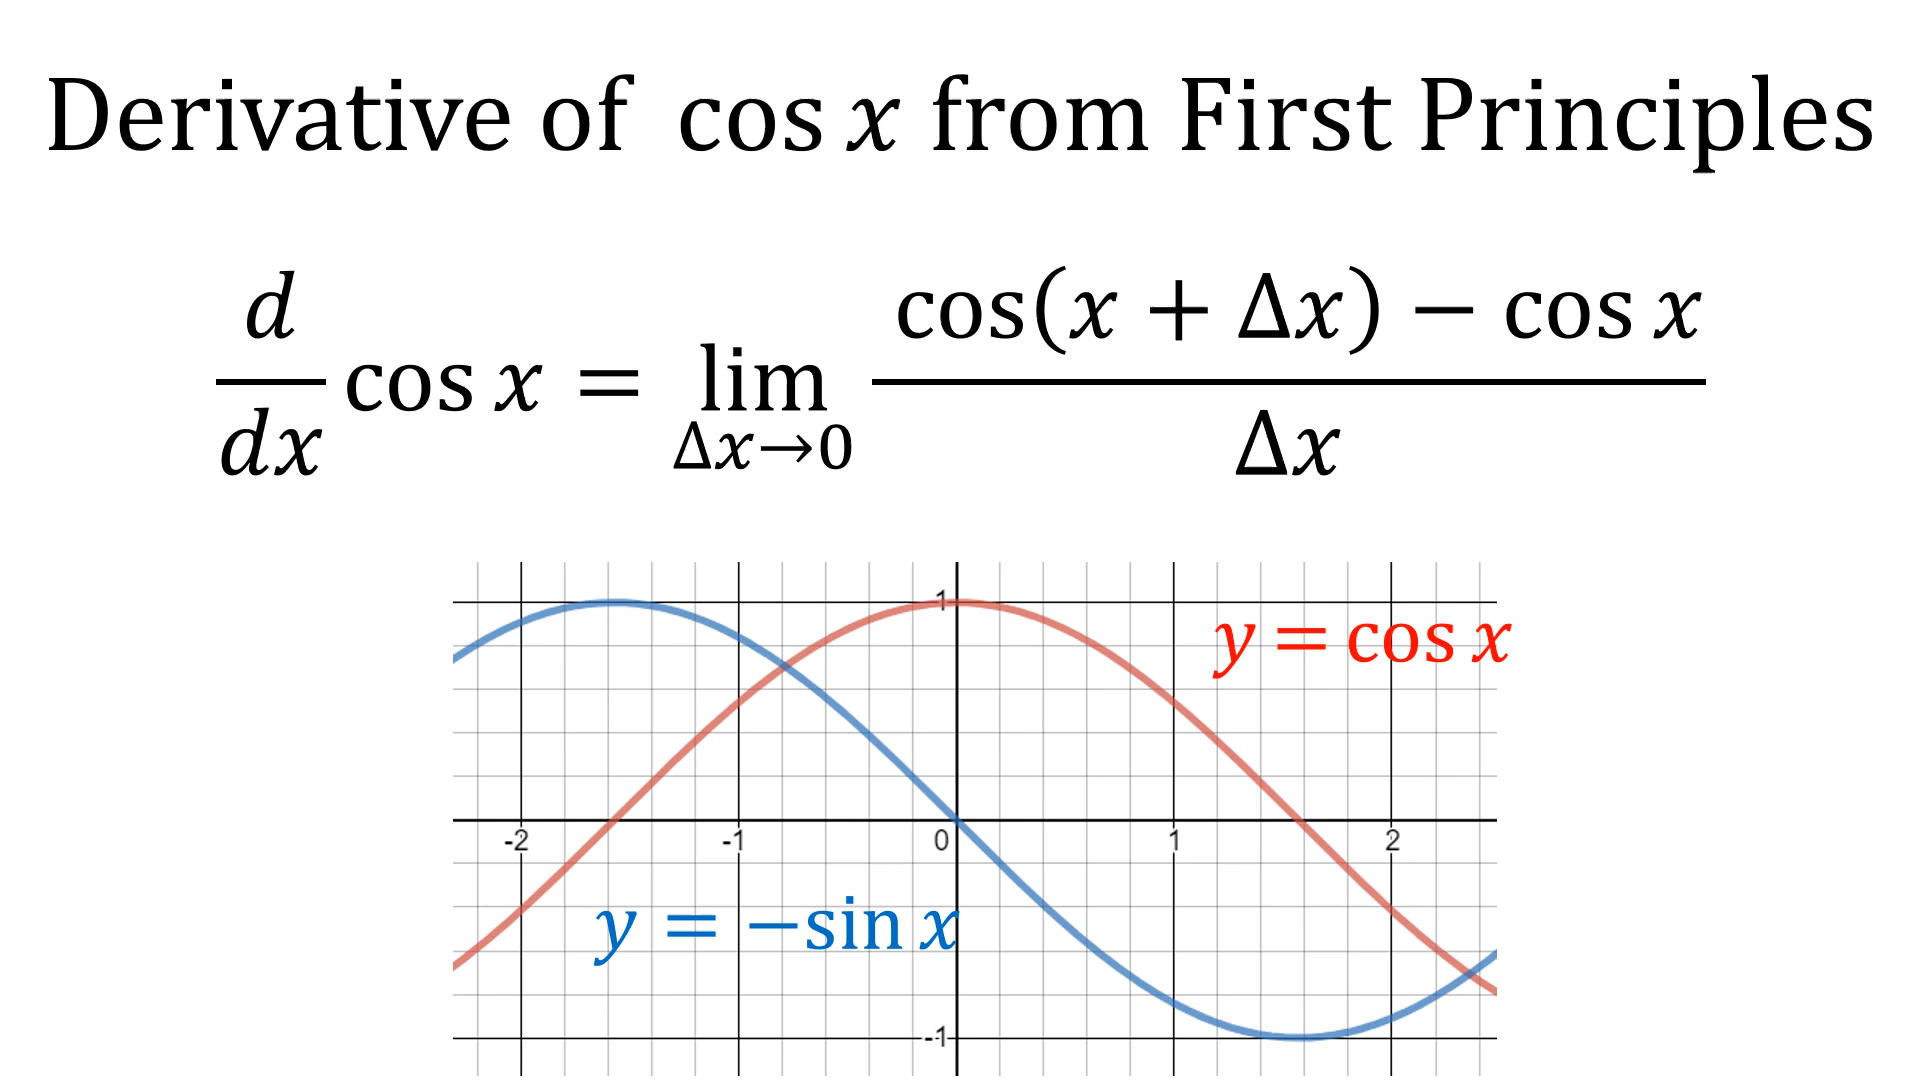 Derivative of cos x from First Principles
d/dx cos x = lim Δx→0 (cos(x + Δx) − cos x)/Δx
1
y = cos x
-2 -1 0 1 2
y = −sin x
-1